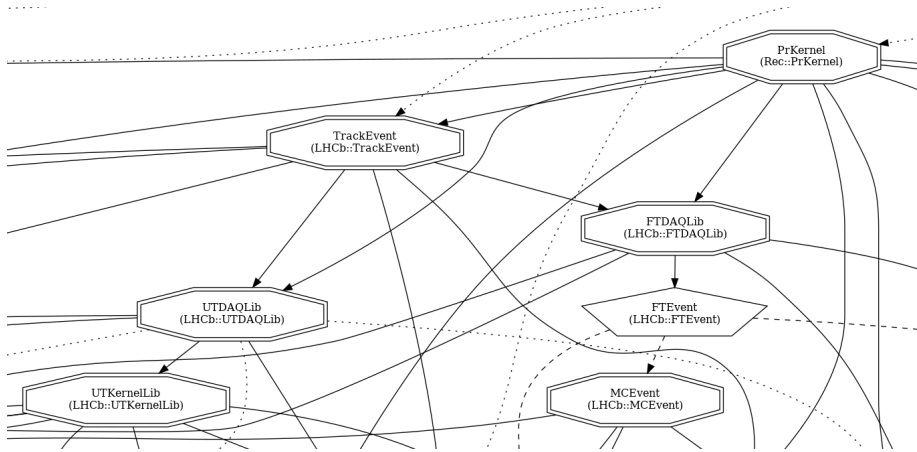 PrKernel
(Rec::PrKernel)
TrackEvent
(LHCb::TrackEvent)
FTDAQLib
(LHCb::FTDAQLib)
UTDAQLib
(LHCb::UTDAQLib)
FTEvent
(LHCb::FTEvent)
UTKernelLib
(LHCb::UTKernelLib)
MCEvent
(LHCb::MCEvent)